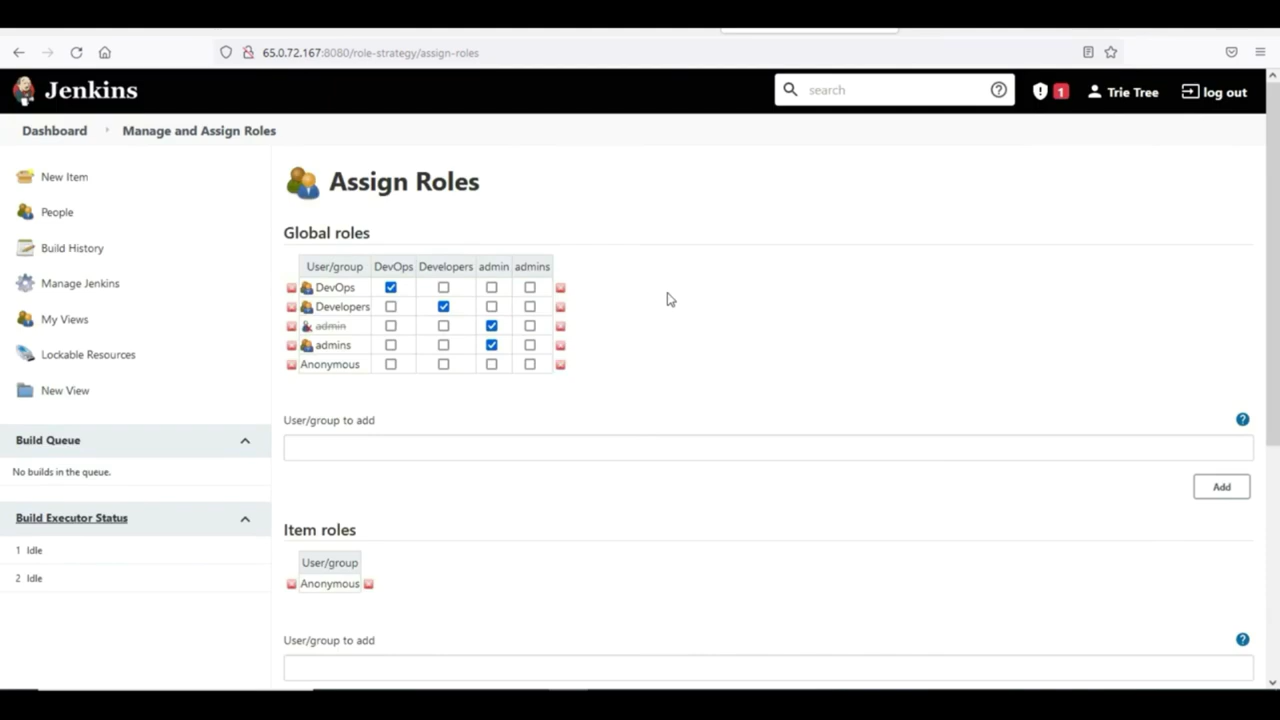 65.0.72.167:8080/role-strategy/assign-roles
Jenkins
search
1
Trie Tree
log out
Dashboard
Manage and Assign Roles
New Item
People
Build History
Manage Jenkins
My Views
Lockable Resources
New View
Build Queue
No builds in the queue.
Build Executor Status
1 Idle
2 Idle
Assign Roles
Global roles
User/group DevOps Developers admin admins
DevOps
Developers
admin
admins
Anonymous
User/group to add
?
Add
Item roles
User/group
Anonymous
User/group to add
?